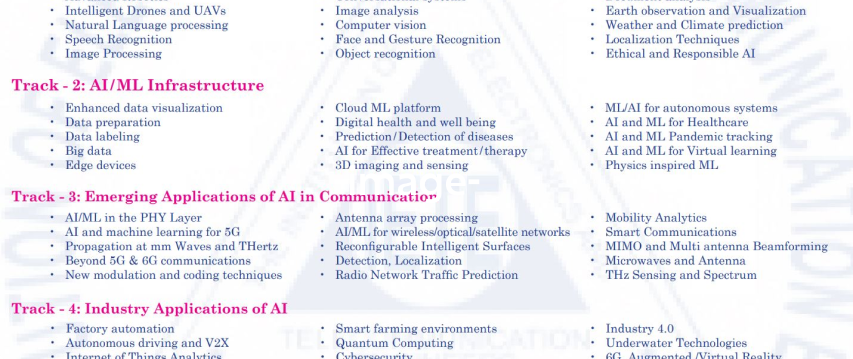 • Intelligent Drones and UAVs
• Natural Language processing
• Speech Recognition
• Image Processing
• Image analysis
• Computer vision
• Face and Gesture Recognition
• Object recognition
• Earth observation and Visualization
• Weather and Climate prediction
• Localization Techniques
• Ethical and Responsible AI
Track - 2: AI/ML Infrastructure
• Enhanced data visualization
• Data preparation
• Data labeling
• Big data
• Edge devices
• Cloud ML platform
• Digital health and well being
• Prediction/Detection of diseases
• AI for Effective treatment/therapy
• 3D imaging and sensing
• ML/AI for autonomous systems
• AI and ML for Healthcare
• AI and ML Pandemic tracking
• AI and ML for Virtual learning
• Physics inspired ML
Track - 3: Emerging Applications of AI in Communication
• AI/ML in the PHY Layer
• AI and machine learning for 5G
• Propagation at mm Waves and THertz
• Beyond 5G & 6G communications
• New modulation and coding techniques
• Antenna array processing
• AI/ML for wireless/optical/satellite networks
• Reconfigurable Intelligent Surfaces
• Detection, Localization
• Radio Network Traffic Prediction
• Mobility Analytics
• Smart Communications
• MIMO and Multi antenna Beamforming
• Microwaves and Antenna
• THz Sensing and Spectrum
Track - 4: Industry Applications of AI
• Factory automation
• Autonomous driving and V2X
• Internet of Things Analytics
• Smart farming environments
• Quantum Computing
• Cybersecurity
• Industry 4.0
• Underwater Technologies
• 6G, Augmented /Virtual Reality